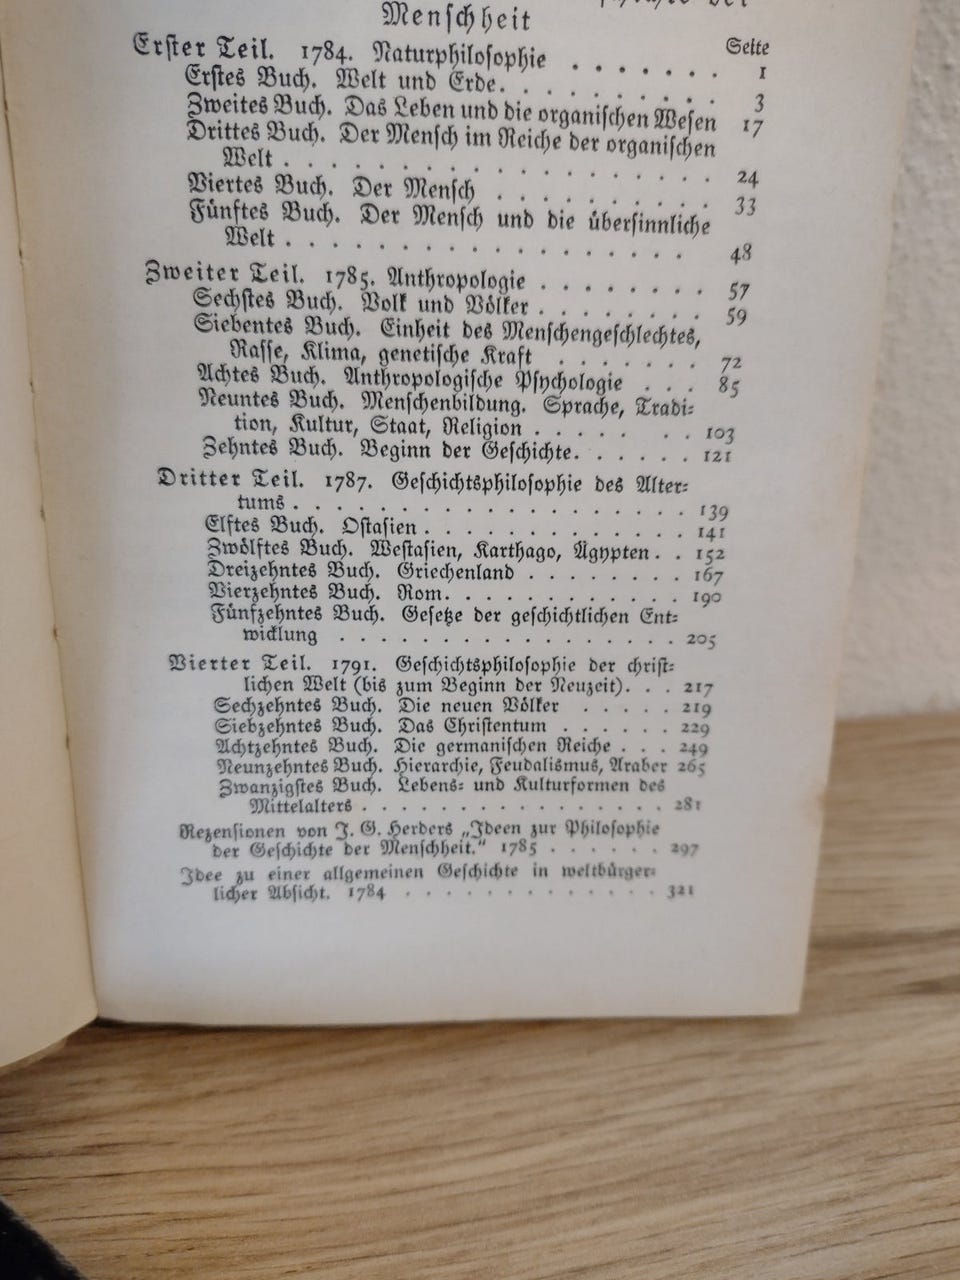 Menschheit
Seite
Erster Teil. 1784. Naturphilosophie . . . . . . . 1
Erstes Buch. Welt und Erde. . . . . . . . . . 3
Zweites Buch. Das Leben und die organischen Wesen 17
Drittes Buch. Der Mensch im Reiche der organischen
Welt . . . . . . . . . . . . . . . . . . 24
Viertes Buch. Der Mensch . . . . . . . . . 33
Fünftes Buch. Der Mensch und die übersinnliche
Welt . . . . . . . . . . . . . . . . . 48
Zweiter Teil. 1785. Anthropologie . . . . . . . . 57
Sechstes Buch. Volk und Völker . . . . . . . . 59
Siebentes Buch. Einheit des Menschengeschlechtes,
Rasse, Klima, genetische Kraft . . . . . . . 72
Achtes Buch. Anthropologische Psychologie . . . 85
Neuntes Buch. Menschenbildung. Sprache, Tradi-
tion, Kultur, Staat, Religion . . . . . . . 103
Zehntes Buch. Beginn der Geschichte. . . . . . 121
Dritter Teil. 1787. Geschichtsphilosophie des Alter-
tums . . . . . . . . . . . . . . . . . . 139
Elftes Buch. Ostasien . . . . . . . . . . . . 141
Zwölftes Buch. Westasien, Karthago, Ägypten . . 152
Dreizehntes Buch. Griechenland . . . . . . . . 167
Vierzehntes Buch. Rom. . . . . . . . . . . . 190
Fünfzehntes Buch. Gesetze der geschichtlichen Ent-
wicklung . . . . . . . . . . . . . . . . 205
Vierter Teil. 1791. Geschichtsphilosophie der christ-
lichen Welt (bis zum Beginn der Neuzeit). . . 217
Sechzehntes Buch. Die neuen Völker . . . . . 219
Siebzehntes Buch. Das Christentum . . . . . . 229
Achtzehntes Buch. Die germanischen Reiche . . . 249
Neunzehntes Buch. Hierarchie, Feudalismus, Araber 265
Zwanzigstes Buch. Lebens- und Kulturformen des
Mittelalters . . . . . . . . . . . . . . . 281
Rezensionen von J. G. Herders „Ideen zur Philosophie
der Geschichte der Menschheit.“ 1785 . . . . . . 297
Idee zu einer allgemeinen Geschichte in weltbürger-
licher Absicht. 1784 . . . . . . . . . . . . . 321